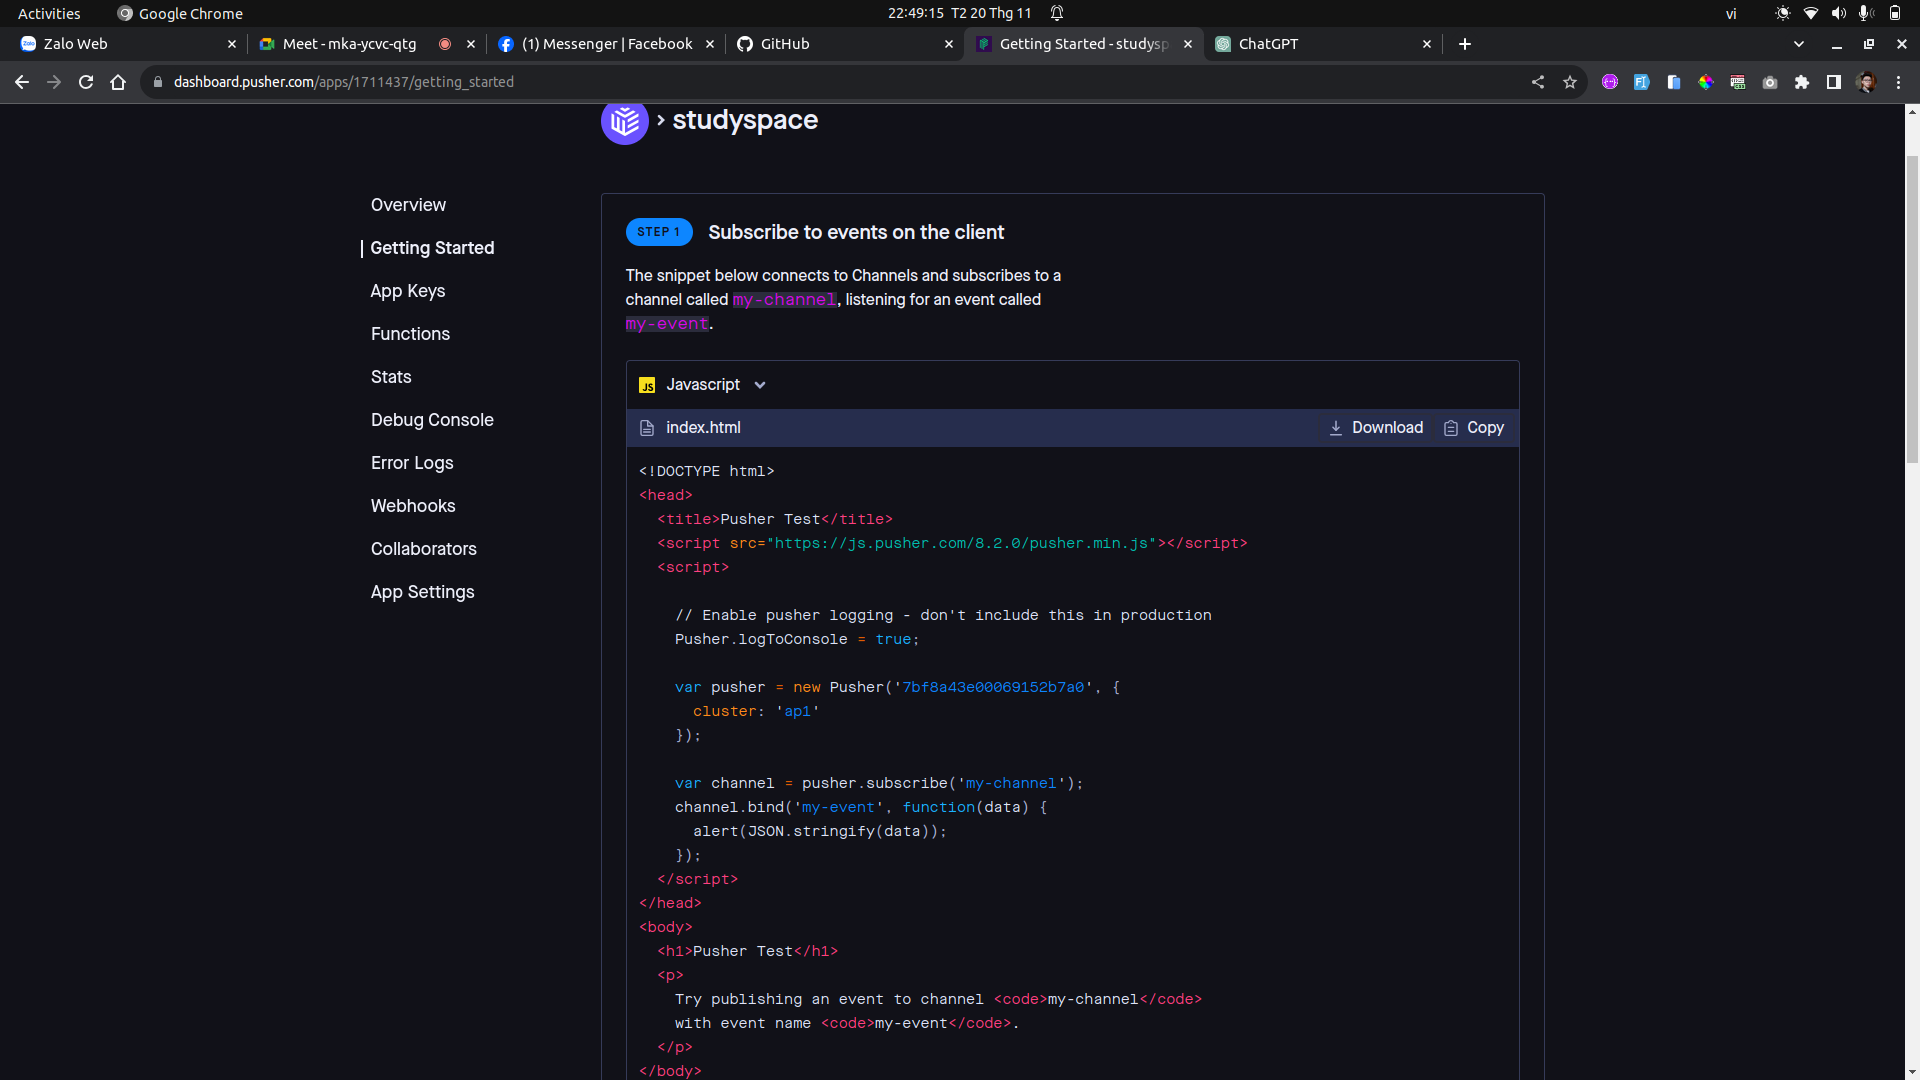 Activities Google Chrome 22:49:15 T2 20 Thg 11 vi
Zalo Web Meet - mka-ycvc-qtg (1) Messenger | Facebook GitHub Getting Started - studysp ChatGPT
dashboard.pusher.com/apps/1711437/getting_started
› studyspace
Overview
Getting Started
App Keys
Functions
Stats
Debug Console
Error Logs
Webhooks
Collaborators
App Settings
STEP 1 Subscribe to events on the client
The snippet below connects to Channels and subscribes to a
channel called my-channel, listening for an event called
my-event.
JS Javascript
index.html Download Copy
<!DOCTYPE html>
<head>
  <title>Pusher Test</title>
  <script src="https://js.pusher.com/8.2.0/pusher.min.js"></script>
  <script>
    // Enable pusher logging - don't include this in production
    Pusher.logToConsole = true;
    var pusher = new Pusher('7bf8a43e00069152b7a0', {
      cluster: 'ap1'
    });
    var channel = pusher.subscribe('my-channel');
    channel.bind('my-event', function(data) {
      alert(JSON.stringify(data));
    });
  </script>
</head>
<body>
  <h1>Pusher Test</h1>
  <p>
    Try publishing an event to channel <code>my-channel</code>
    with event name <code>my-event</code>.
  </p>
</body>